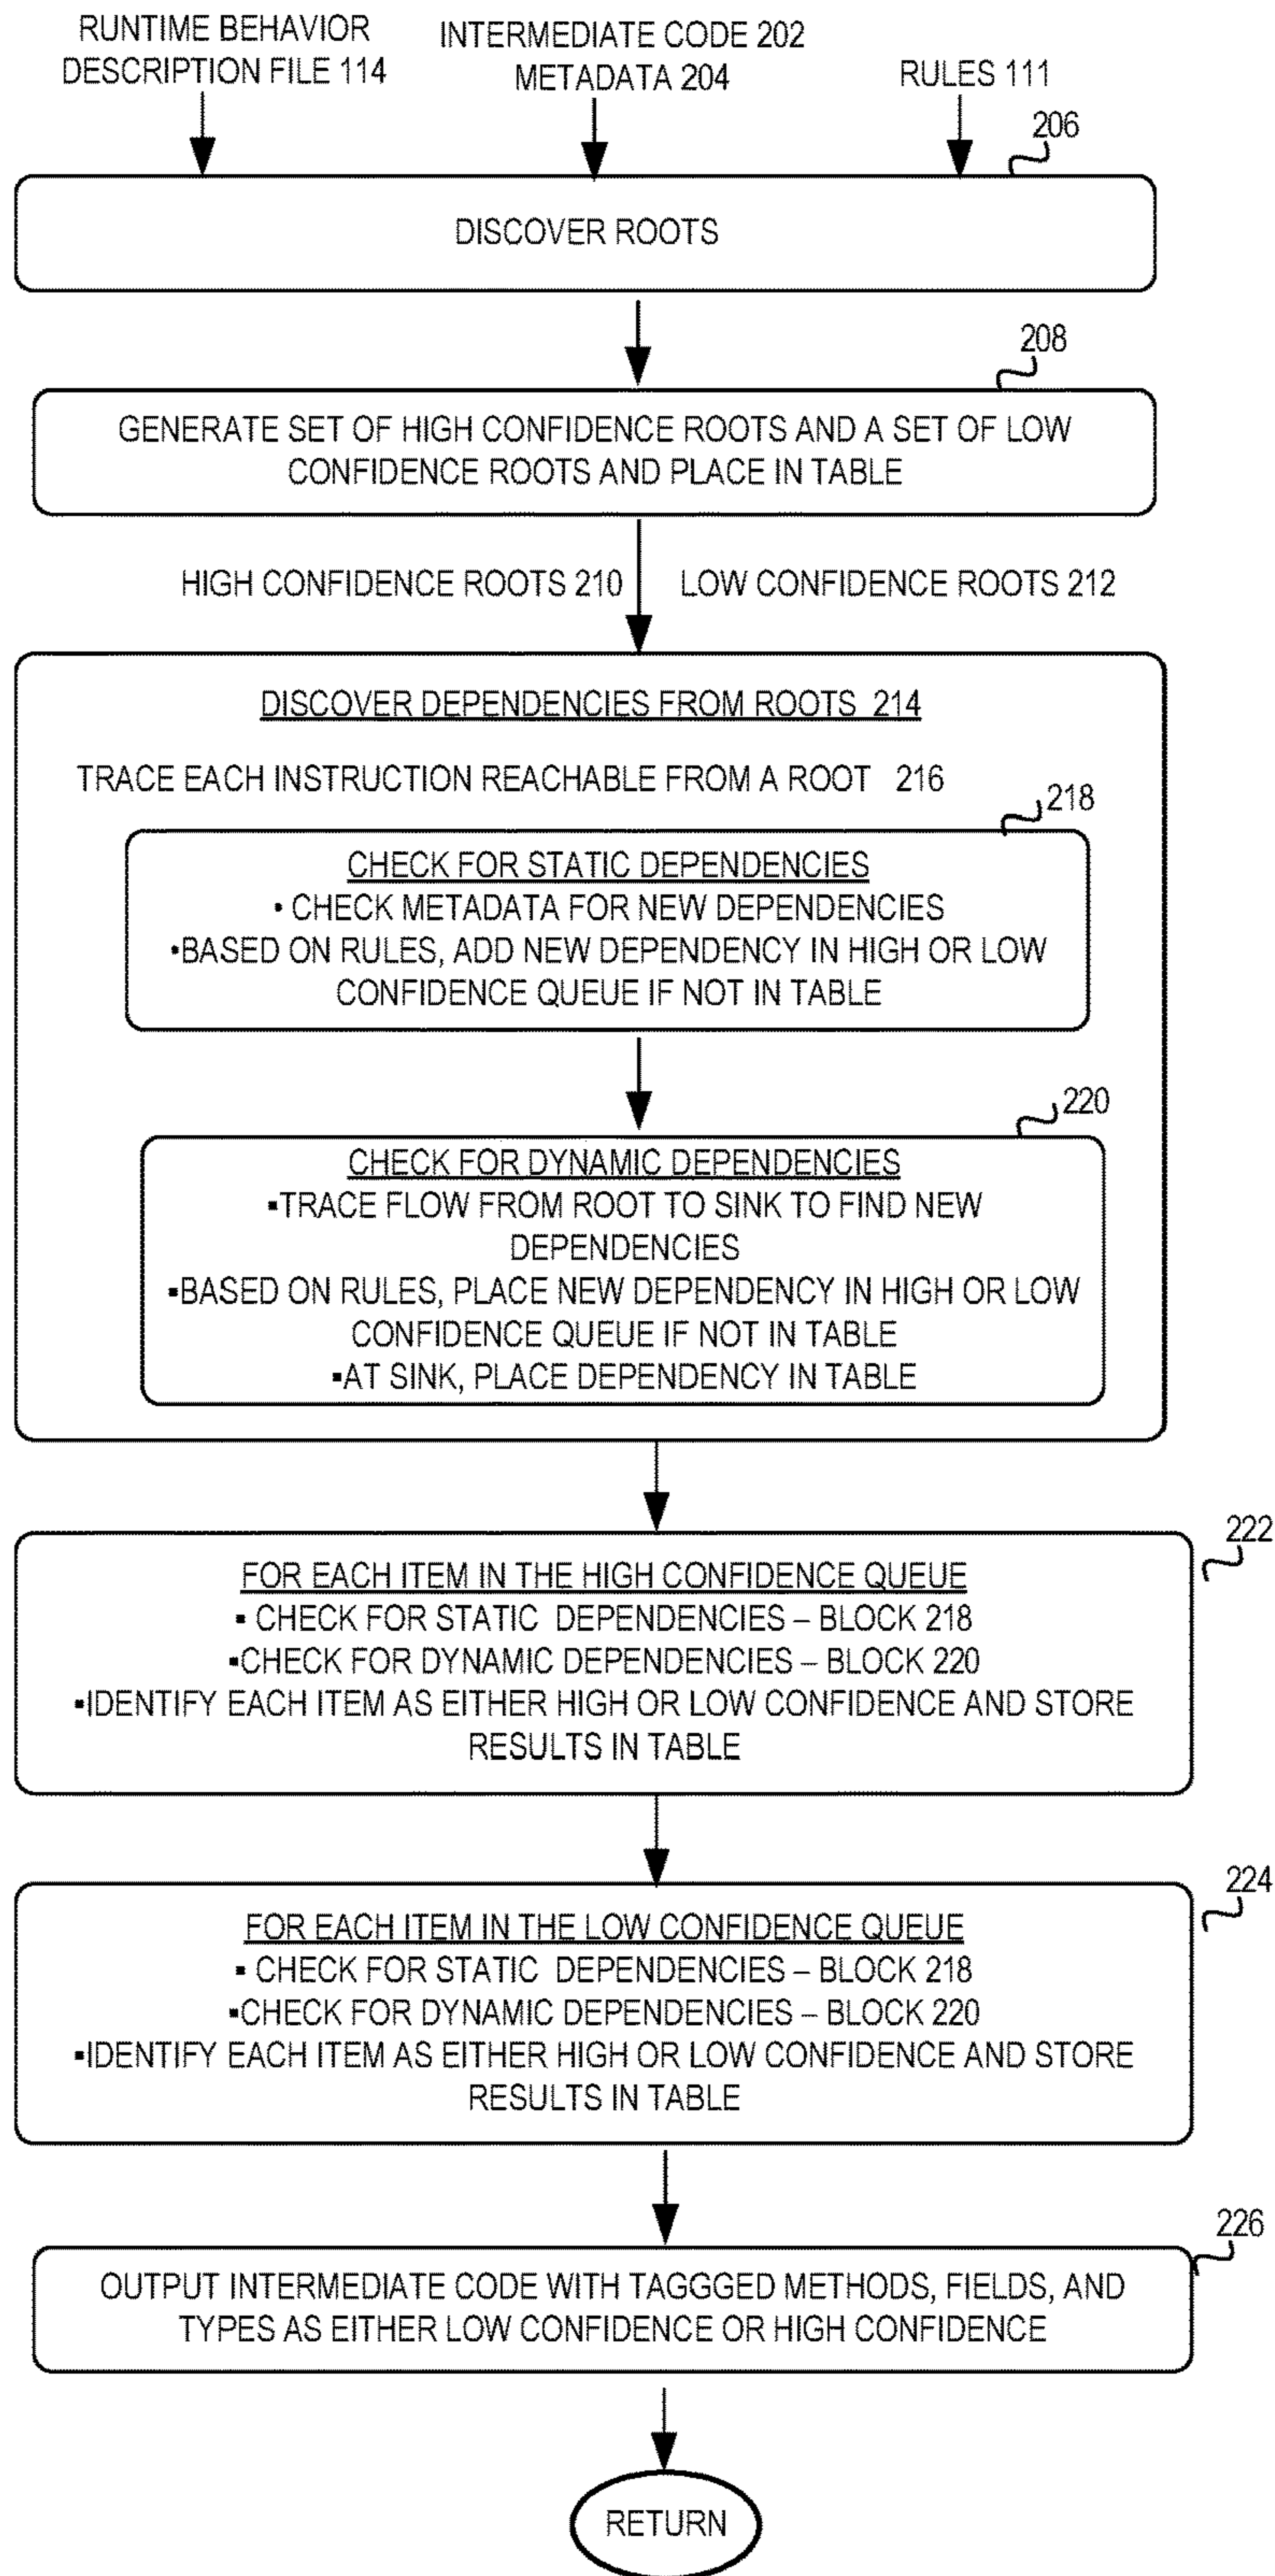 RUNTIME BEHAVIOR
DESCRIPTION FILE 114
INTERMEDIATE CODE 202
METADATA 204
RULES 111
206
DISCOVER ROOTS
208
GENERATE SET OF HIGH CONFIDENCE ROOTS AND A SET OF LOW
CONFIDENCE ROOTS AND PLACE IN TABLE
HIGH CONFIDENCE ROOTS 210
LOW CONFIDENCE ROOTS 212
DISCOVER DEPENDENCIES FROM ROOTS 214
TRACE EACH INSTRUCTION REACHABLE FROM A ROOT 216
218
CHECK FOR STATIC DEPENDENCIES
▪ CHECK METADATA FOR NEW DEPENDENCIES
▪BASED ON RULES, ADD NEW DEPENDENCY IN HIGH OR LOW
CONFIDENCE QUEUE IF NOT IN TABLE
220
CHECK FOR DYNAMIC DEPENDENCIES
▪TRACE FLOW FROM ROOT TO SINK TO FIND NEW
DEPENDENCIES
▪BASED ON RULES, PLACE NEW DEPENDENCY IN HIGH OR LOW
CONFIDENCE QUEUE IF NOT IN TABLE
▪AT SINK, PLACE DEPENDENCY IN TABLE
222
FOR EACH ITEM IN THE HIGH CONFIDENCE QUEUE
▪ CHECK FOR STATIC DEPENDENCIES – BLOCK 218
▪CHECK FOR DYNAMIC DEPENDENCIES – BLOCK 220
▪IDENTIFY EACH ITEM AS EITHER HIGH OR LOW CONFIDENCE AND STORE
RESULTS IN TABLE
224
FOR EACH ITEM IN THE LOW CONFIDENCE QUEUE
▪ CHECK FOR STATIC DEPENDENCIES – BLOCK 218
▪CHECK FOR DYNAMIC DEPENDENCIES – BLOCK 220
▪IDENTIFY EACH ITEM AS EITHER HIGH OR LOW CONFIDENCE AND STORE
RESULTS IN TABLE
226
OUTPUT INTERMEDIATE CODE WITH TAGGGED METHODS, FIELDS, AND
TYPES AS EITHER LOW CONFIDENCE OR HIGH CONFIDENCE
RETURN